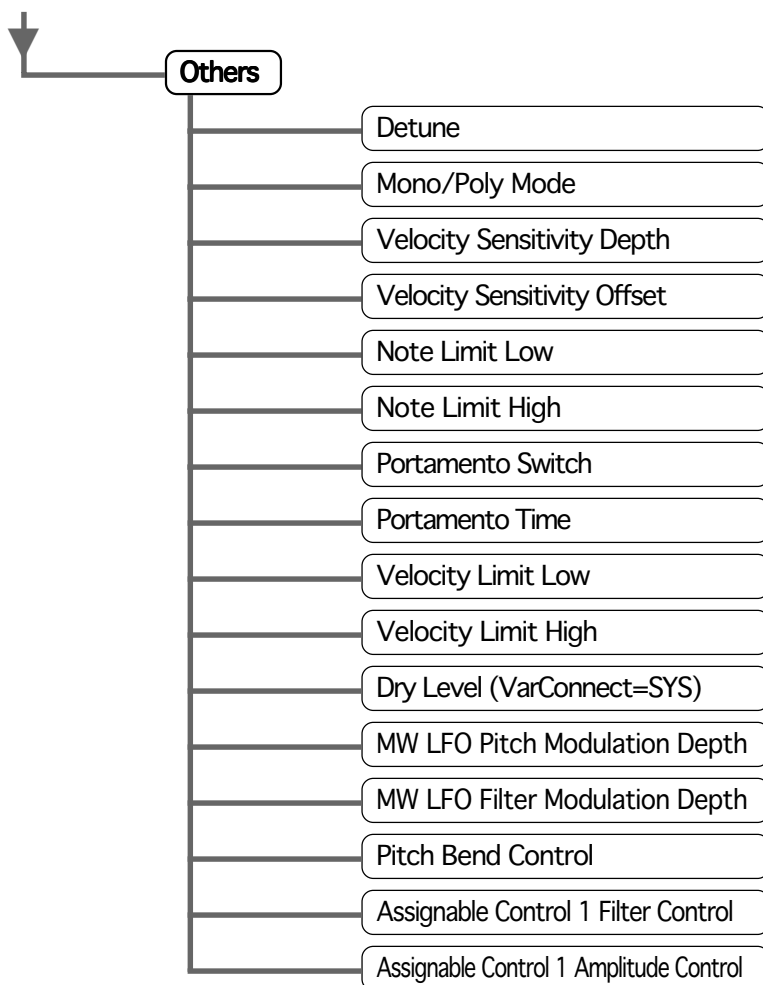 Others
Detune
Mono/Poly Mode
Velocity Sensitivity Depth
Velocity Sensitivity Offset
Note Limit Low
Note Limit High
Portamento Switch
Portamento Time
Velocity Limit Low
Velocity Limit High
Dry Level (VarConnect=SYS)
MW LFO Pitch Modulation Depth
MW LFO Filter Modulation Depth
Pitch Bend Control
Assignable Control 1 Filter Control
Assignable Control 1 Amplitude Control